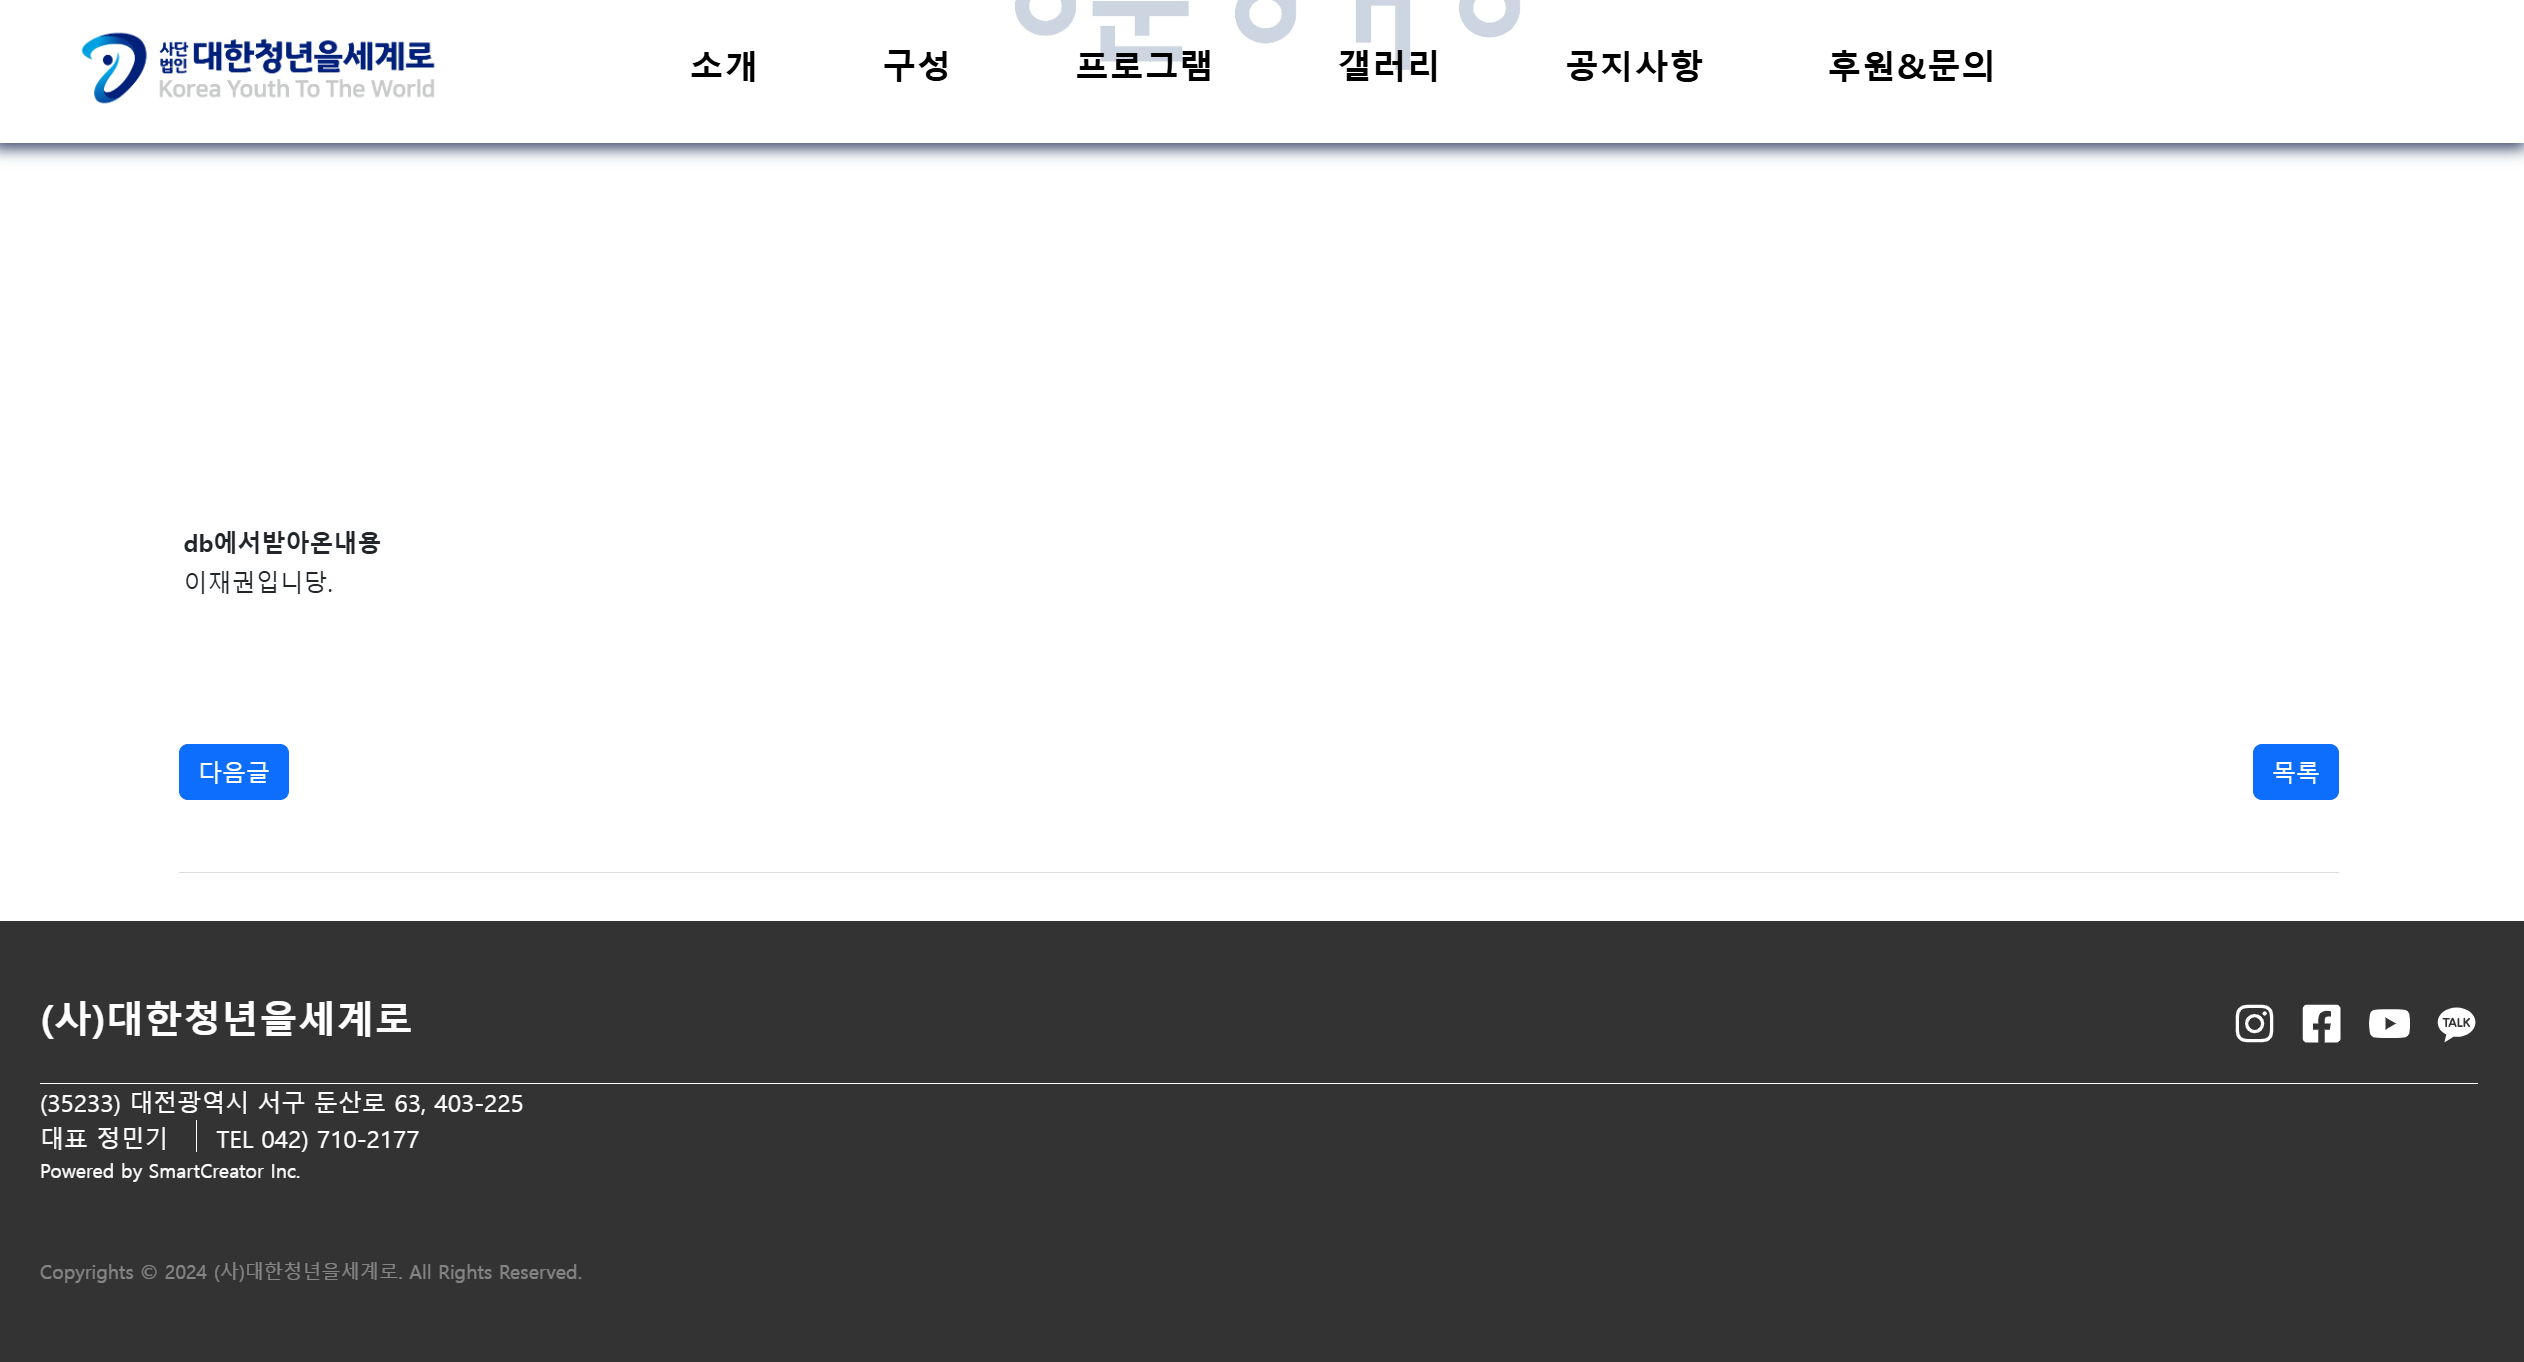 사단
법인 대한청년을세계로
Korea Youth To The World
소개 구성 프로그램 갤러리 공지사항 후원&문의
db에서받아온내용
이재권입니당.
다음글 목록
(사)대한청년을세계로
TALK
(35233) 대전광역시 서구 둔산로 63, 403-225
대표 정민기 TEL 042) 710-2177
Powered by SmartCreator Inc.
Copyrights © 2024 (사)대한청년을세계로. All Rights Reserved.